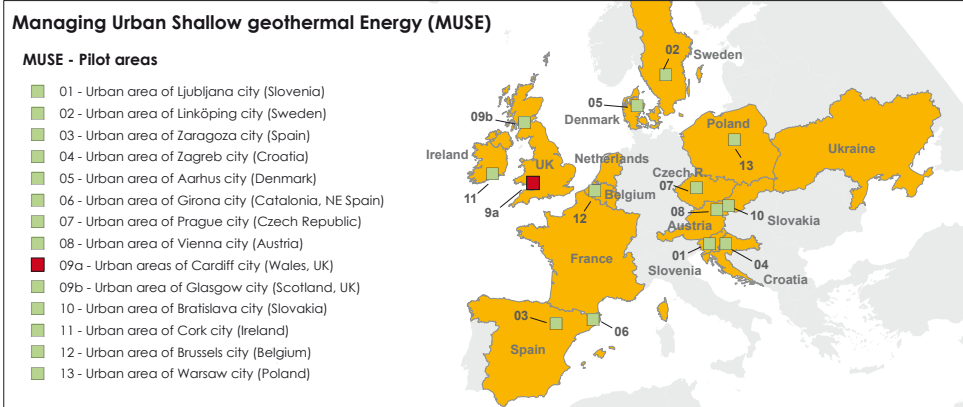 Managing Urban Shallow geothermal Energy (MUSE)
MUSE - Pilot areas
01 - Urban area of Ljubljana city (Slovenia)
02 - Urban area of Linköping city (Sweden)
03 - Urban area of Zaragoza city (Spain)
04 - Urban area of Zagreb city (Croatia)
05 - Urban area of Aarhus city (Denmark)
06 - Urban area of Girona city (Catalonia, NE Spain)
07 - Urban area of Prague city (Czech Republic)
08 - Urban area of Vienna city (Austria)
09a - Urban areas of Cardiff city (Wales, UK)
09b - Urban area of Glasgow city (Scotland, UK)
10 - Urban area of Bratislava city (Slovakia)
11 - Urban area of Cork city (Ireland)
12 - Urban area of Brussels city (Belgium)
13 - Urban area of Warsaw city (Poland)
02
Sweden
05
Denmark
09b
Poland
13
Ukraine
Ireland
UK
Netherlands
Czech R.
07
11
9a
Belgium
12
08
10
Slovakia
Austria
France
01
Slovenia
04
Croatia
03
06
Spain